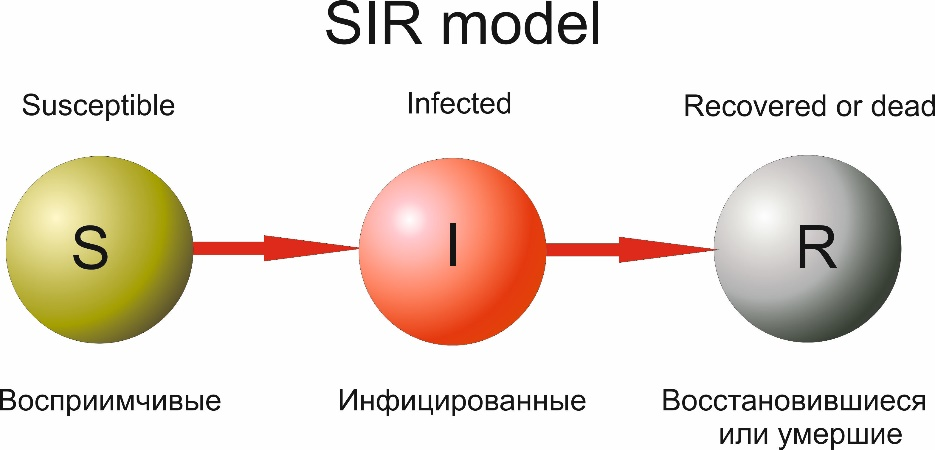 SIR model
Susceptible
Infected
Recovered or dead
S
I
R
Восприимчивые
Инфицированные
Восстановившиеся
или умершие